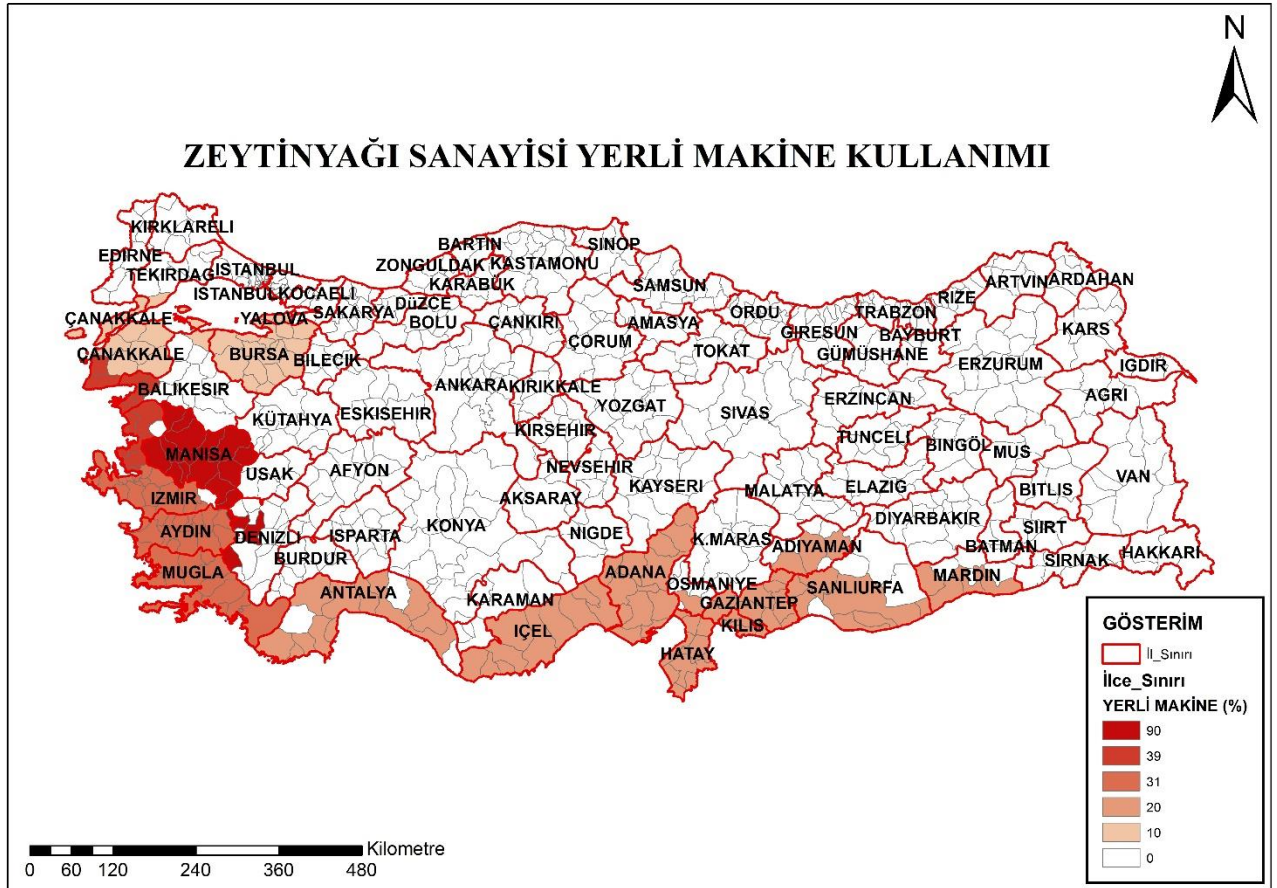 N
ZEYTİNYAĞI SANAYİSİ YERLİ MAKİNE KULLANIMI
KIRKLARELI
EDIRNE
TEKIRDAG
ISTANBUL
ISTANBUL
KOCAELI
YALOVA
SAKARYA
DüZCE
BOLU
ZONGULDAK
BARTIN
KARABÜK
KASTAMONU
SINOP
ÇANKIRI
SAMSUN
AMASYA
ÇORUM
TOKAT
ORDU
GIRESUN
GÜMÜSHANE
TRABZON
BAYBURT
RIZE
ARTVIN
ARDAHAN
KARS
IGDIR
AGRI
ERZURUM
ERZINCAN
ÇANAKKALE
ÇANAKKALE
BURSA
BILECIK
BALIKESIR
KÜTAHYA
ESKISEHIR
ANKARA
KIRIKKALE
YOZGAT
SIVAS
KIRSEHIR
NEVSEHIR
KAYSERI
TUNCELI
BINGÖL
MUS
VAN
BITLIS
ELAZIG
MALATYA
DIYARBAKIR
SIIRT
BATMAN
SIRNAK
HAKKARI
MANISA
USAK
AFYON
IZMIR
AYDIN
DENIZLI
ISPARTA
BURDUR
KONYA
AKSARAY
NIGDE
MUGLA
ANTALYA
KARAMAN
IÇEL
ADANA
K.MARAS
OSMANIYE
ADIYAMAN
GAZIANTEP
KILIS
HATAY
SANLIURFA
MARDIN
GÖSTERİM
İl_Sınırı
İlce_Sınırı
YERLİ MAKİNE (%)
90
39
31
20
10
0
Kilometre
0 60 120 240 360 480